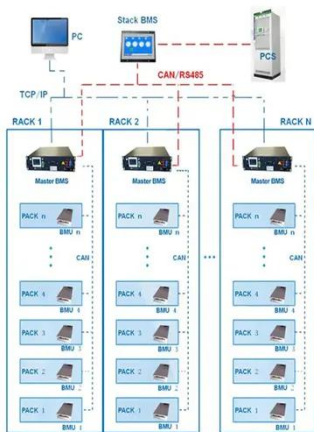 PC
Stack BMS
PCS
CAN/RS485
TCP/IP
RACK 1
RACK 2
RACK N
Master BMS
Master BMS
Master BMS
PACK n
BMU n
PACK n
BMU n
PACK n
BMU n
CAN
CAN
CAN
PACK 4
BMU 4
PACK 4
BMU 4
PACK 4
BMU 4
PACK 3
BMU 3
PACK 3
BMU 3
PACK 3
BMU
PACK 2
BMU 2
PACK 2
BMU
PACK 2
BMU
PACK 1
BMU 1
PACK 1
BMU 1
PACK 1
BMU 1